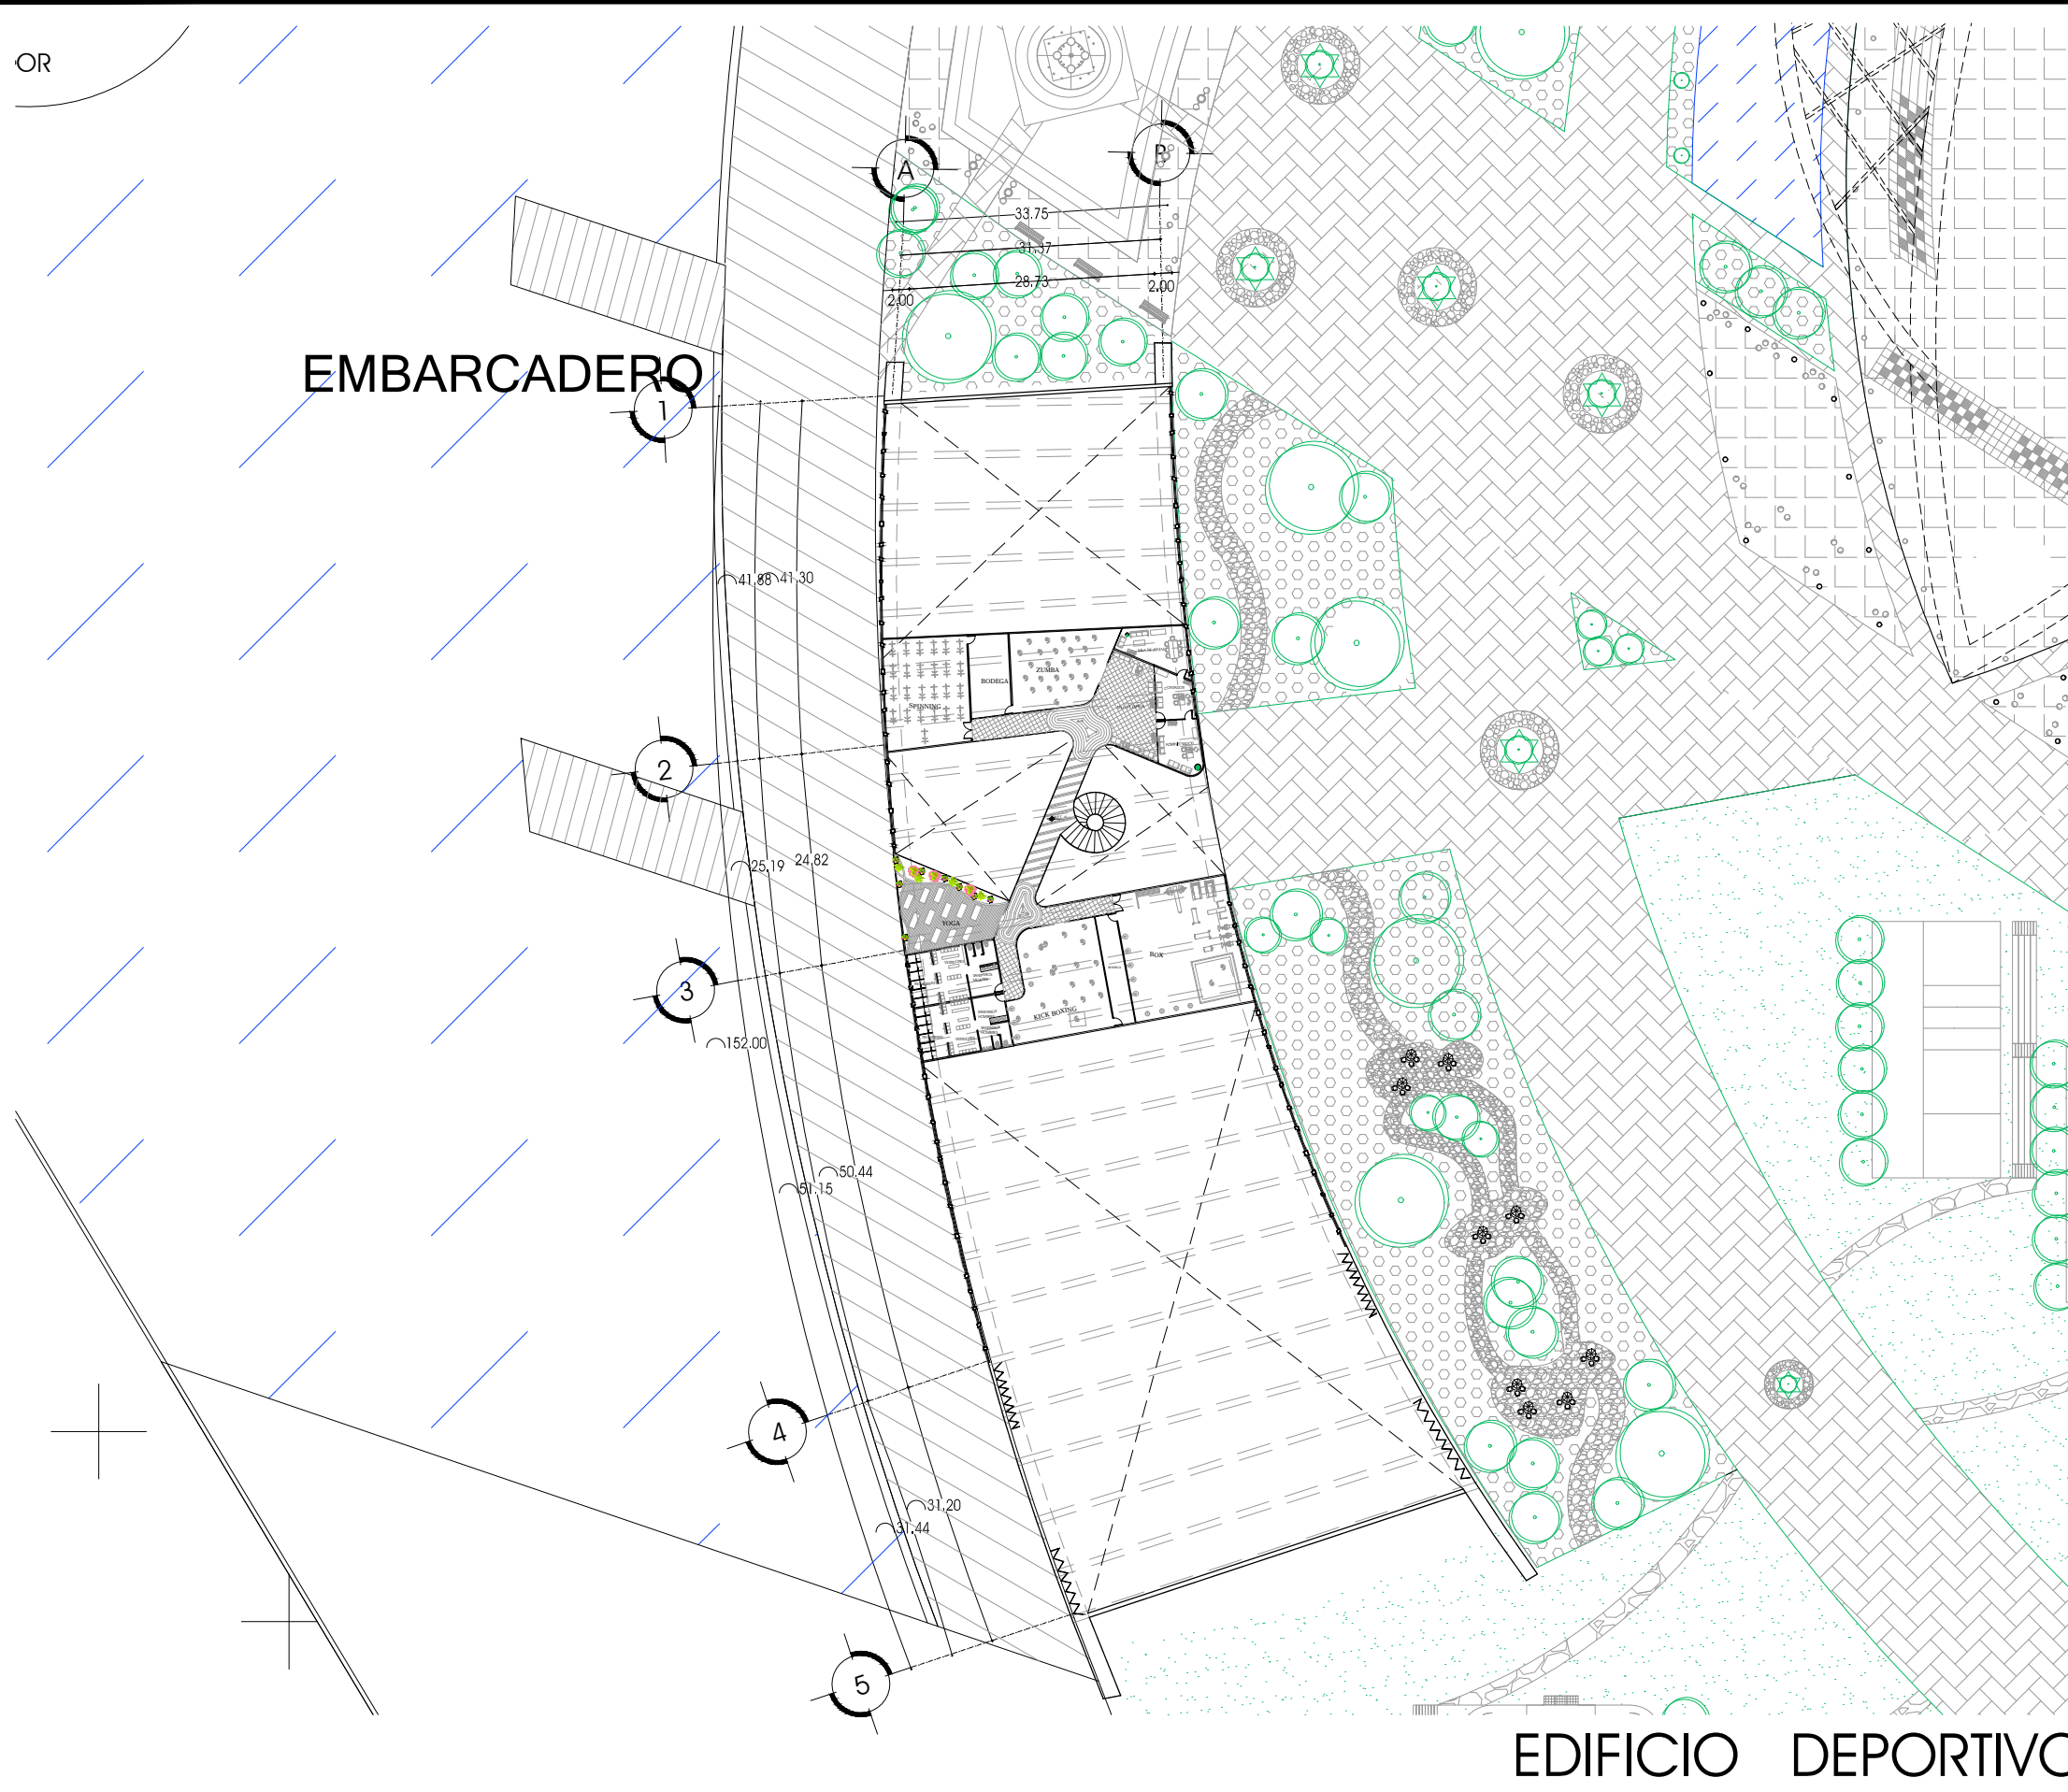 OR
A
B
33.75
31.37
28.73
2.00
2.00
EMBARCADERO
1
41.88
41.30
ZUMBA
BODEGA
SPINNING
2
25.19
24.82
YOGA
BOX
3
KICK BOXING
152.00
50.44
51.15
4
31.20
31.44
5
EDIFICIO DEPORTIVO